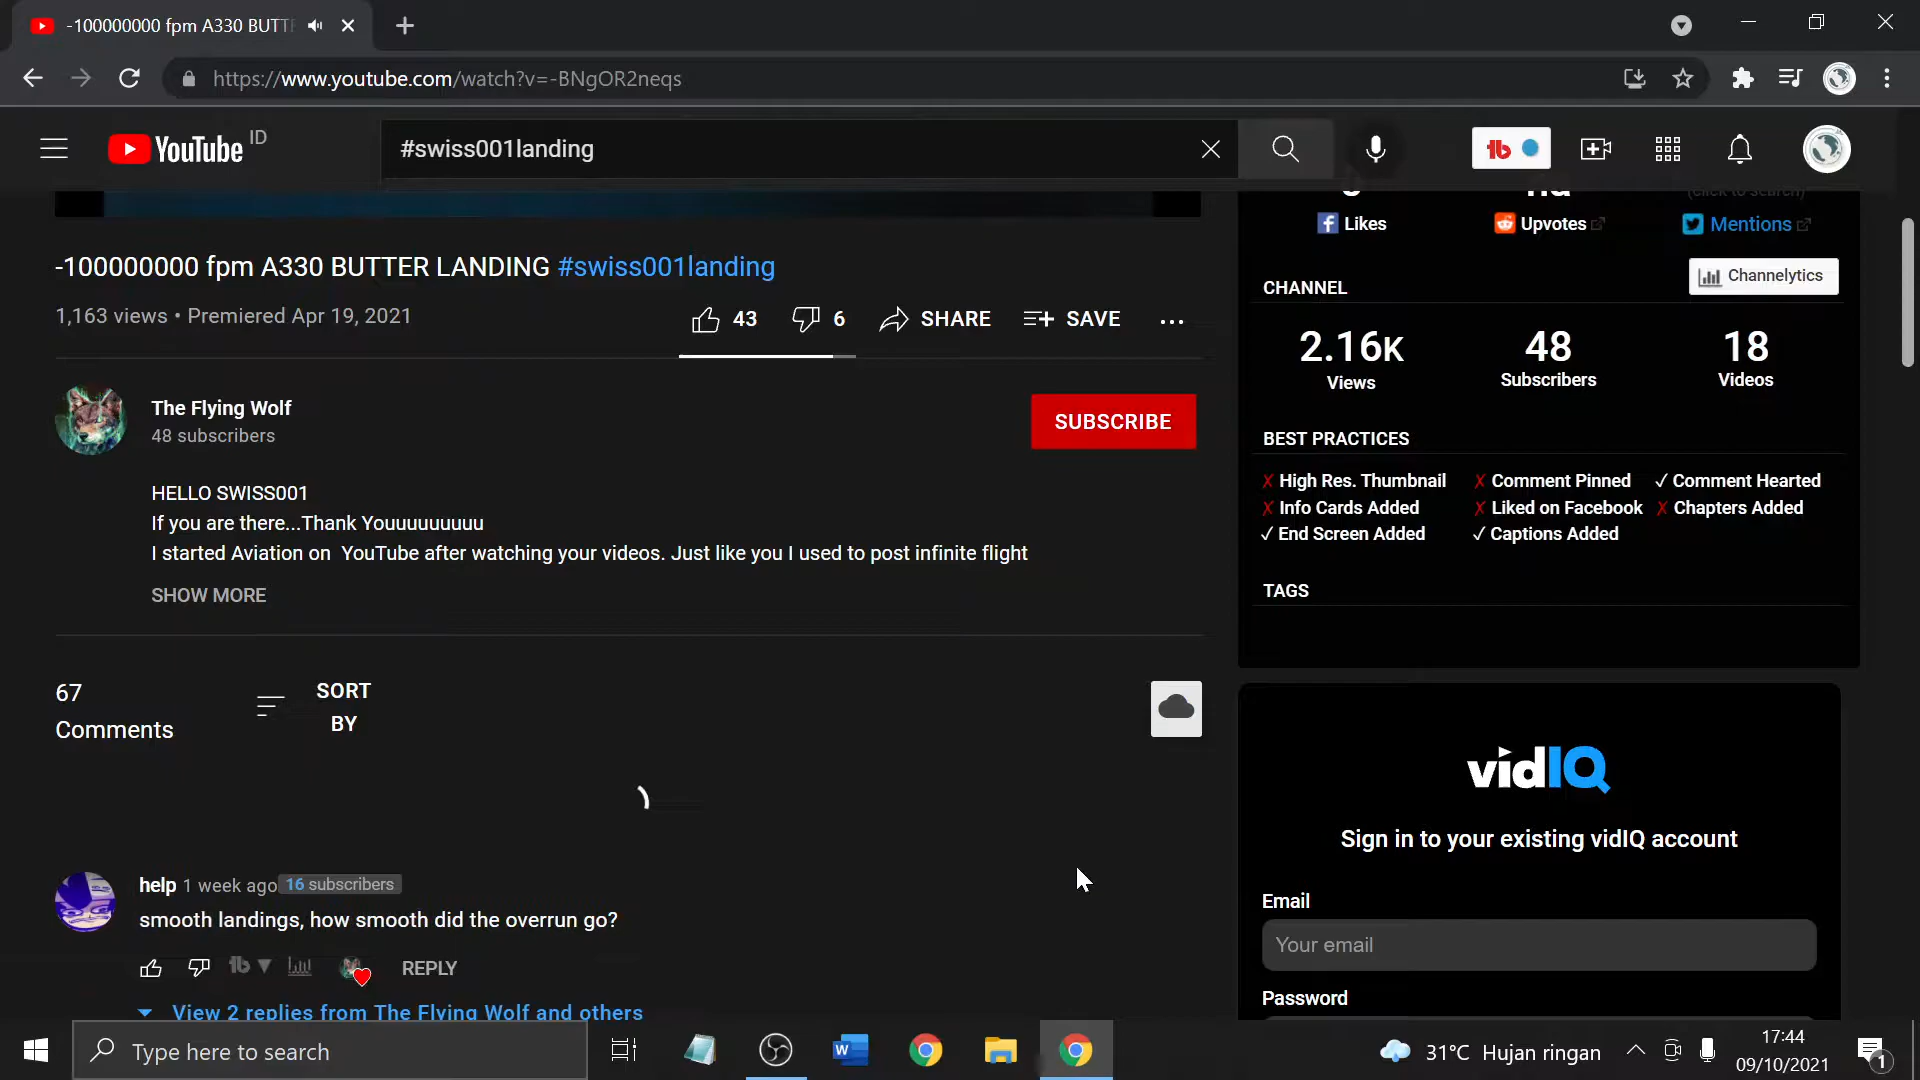 -100000000 fpm A330 BUTT
https://www.youtube.com/watch?v=-BNgOR2neqs
YouTube ID
#swiss001landing
(click to search)
Likes
Upvotes
Mentions
-100000000 fpm A330 BUTTER LANDING #swiss001landing
1,163 views • Premiered Apr 19, 2021
43
6
SHARE
SAVE
CHANNEL
Channelytics
2.16K
Views
48
Subscribers
18
Videos
The Flying Wolf
48 subscribers
SUBSCRIBE
HELLO SWISS001
If you are there...Thank Youuuuuuuuu
I started Aviation on YouTube after watching your videos. Just like you I used to post infinite flight
SHOW MORE
BEST PRACTICES
✗ High Res. Thumbnail
✗ Comment Pinned
✓ Comment Hearted
✗ Info Cards Added
✗ Liked on Facebook
✗ Chapters Added
✓ End Screen Added
✓ Captions Added
TAGS
67
Comments
SORT
BY
vidIQ
Sign in to your existing vidIQ account
Email
Your email
Password
help 1 week ago 16 subscribers
smooth landings, how smooth did the overrun go?
REPLY
View 2 replies from The Flying Wolf and others
Type here to search
31°C Hujan ringan
17:44
09/10/2021
1